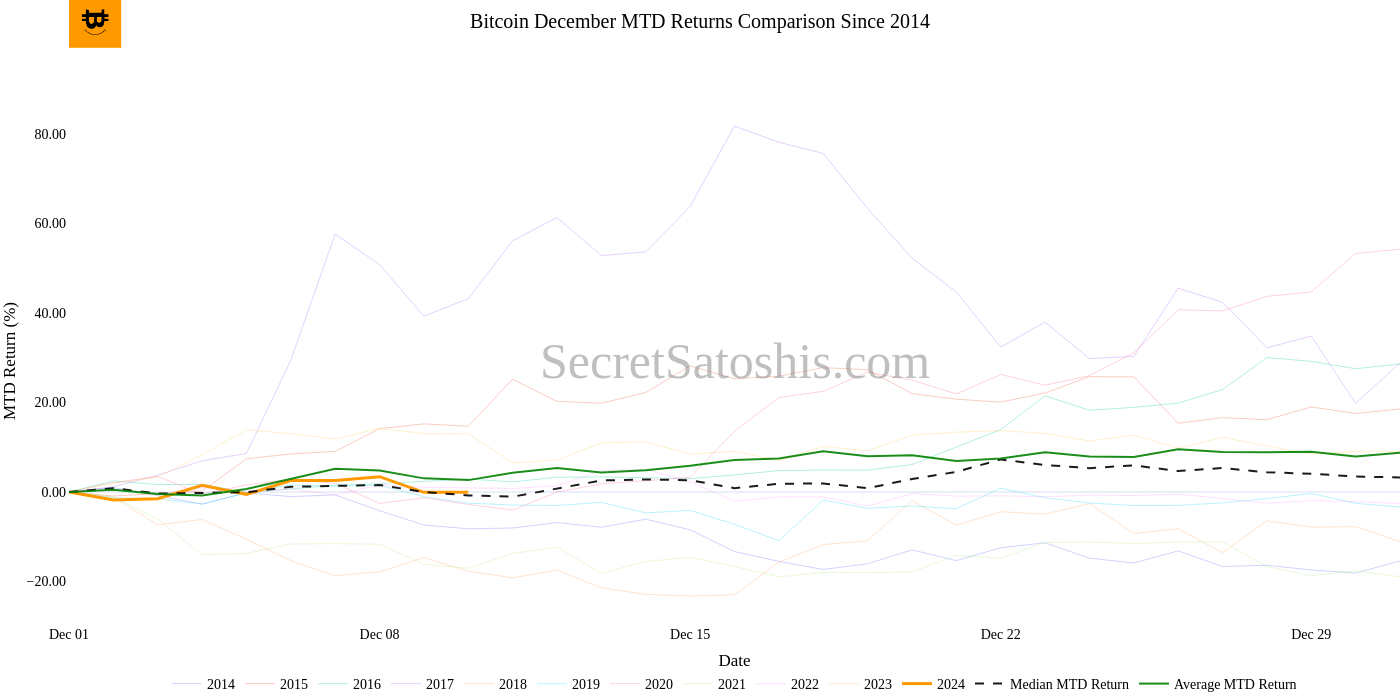 Bitcoin December MTD Returns Comparison Since 2014
80.00
60.00
40.00
20.00
0.00
−20.00
MTD Return (%)
SecretSatoshis.com
Dec 01 Dec 08 Dec 15 Dec 22 Dec 29
Date
2014 2015 2016 2017 2018 2019 2020 2021 2022 2023 2024 Median MTD Return Average MTD Return